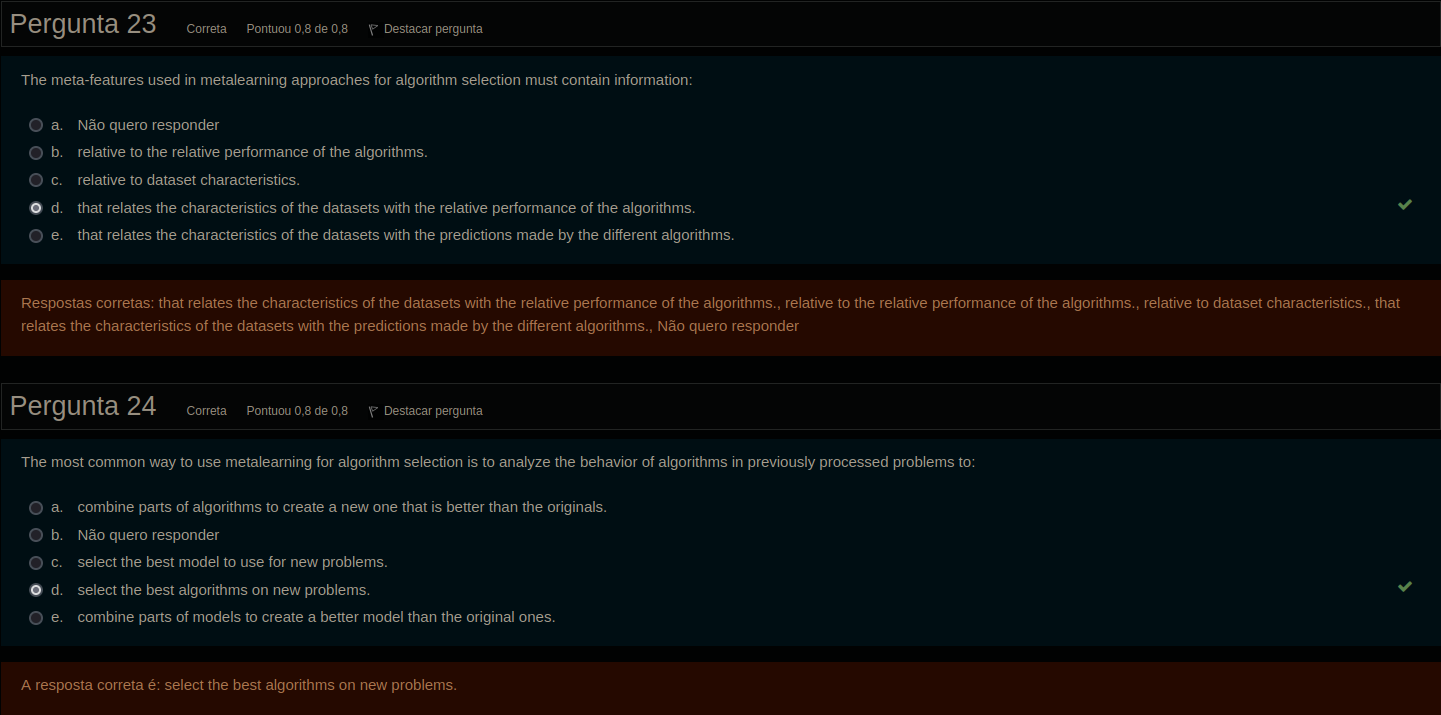 Pergunta 23 Correta Pontuou 0,8 de 0,8 Destacar pergunta
The meta-features used in metalearning approaches for algorithm selection must contain information:
a. Não quero responder
b. relative to the relative performance of the algorithms.
c. relative to dataset characteristics.
d. that relates the characteristics of the datasets with the relative performance of the algorithms.
e. that relates the characteristics of the datasets with the predictions made by the different algorithms.
Respostas corretas: that relates the characteristics of the datasets with the relative performance of the algorithms., relative to the relative performance of the algorithms., relative to dataset characteristics., that
relates the characteristics of the datasets with the predictions made by the different algorithms., Não quero responder
Pergunta 24 Correta Pontuou 0,8 de 0,8 Destacar pergunta
The most common way to use metalearning for algorithm selection is to analyze the behavior of algorithms in previously processed problems to:
a. combine parts of algorithms to create a new one that is better than the originals.
b. Não quero responder
c. select the best model to use for new problems.
d. select the best algorithms on new problems.
e. combine parts of models to create a better model than the original ones.
A resposta correta é: select the best algorithms on new problems.